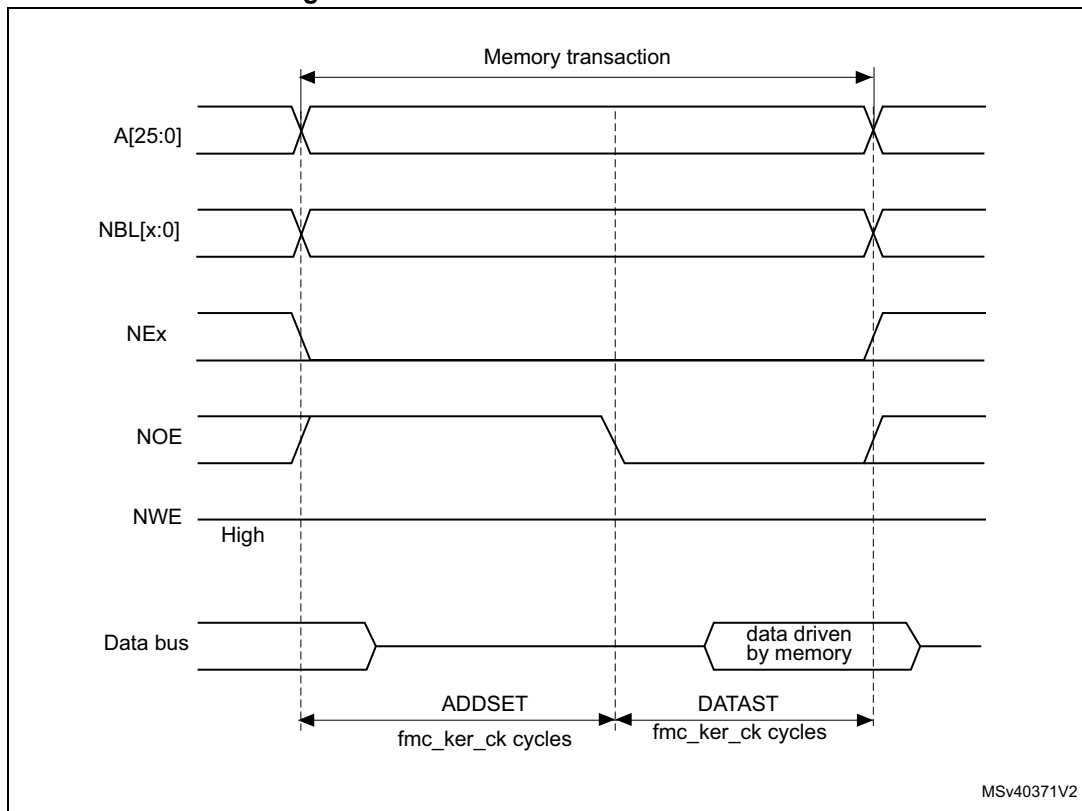 Memory transaction
A[25:0]
NBL[x:0]
NEx
NOE
NWE
High
Data bus
data driven
by memory
ADDSET
DATAST
fmc_ker_ck cycles
fmc_ker_ck cycles
MSv40371V2